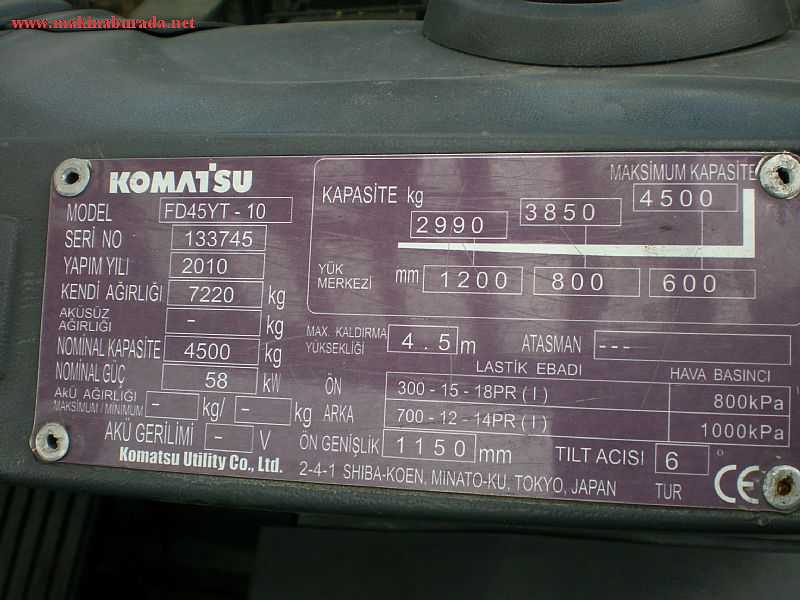 www.makinaburada.net
KOMATSU
MODEL FD45YT - 10
SERI NO 133745
YAPIM YILI 2010
KENDİ AĞIRLIĞI 7220 kg
AKÜSÜZ AĞIRLIĞI - kg
NOMİNAL KAPASİTE 4500 kg
NOMİNAL GÜÇ 58 kW
AKÜ AĞIRLIĞI MAKSİMUM / MİNİMUM - kg/ - kg
AKÜ GERİLİMİ - V
Komatsu Utility Co., Ltd.
MAKSİMUM KAPASİTE
KAPASİTE kg 2990 3850 4500
YÜK MERKEZİ mm 1200 800 600
MAX. KALDIRMA YÜKSEKLİĞİ 4.5 m ATASMAN ---
LASTİK EBADI HAVA BASINCI
ÖN 300 - 15 - 18PR ( I ) 800kPa
ARKA 700 - 12 - 14PR ( I ) 1000kPa
ÖN GENİŞLİK 1150 mm TILT ACISI 6 °
2-4-1 SHIBA-KOEN, MINATO-KU, TOKYO, JAPAN TUR CE